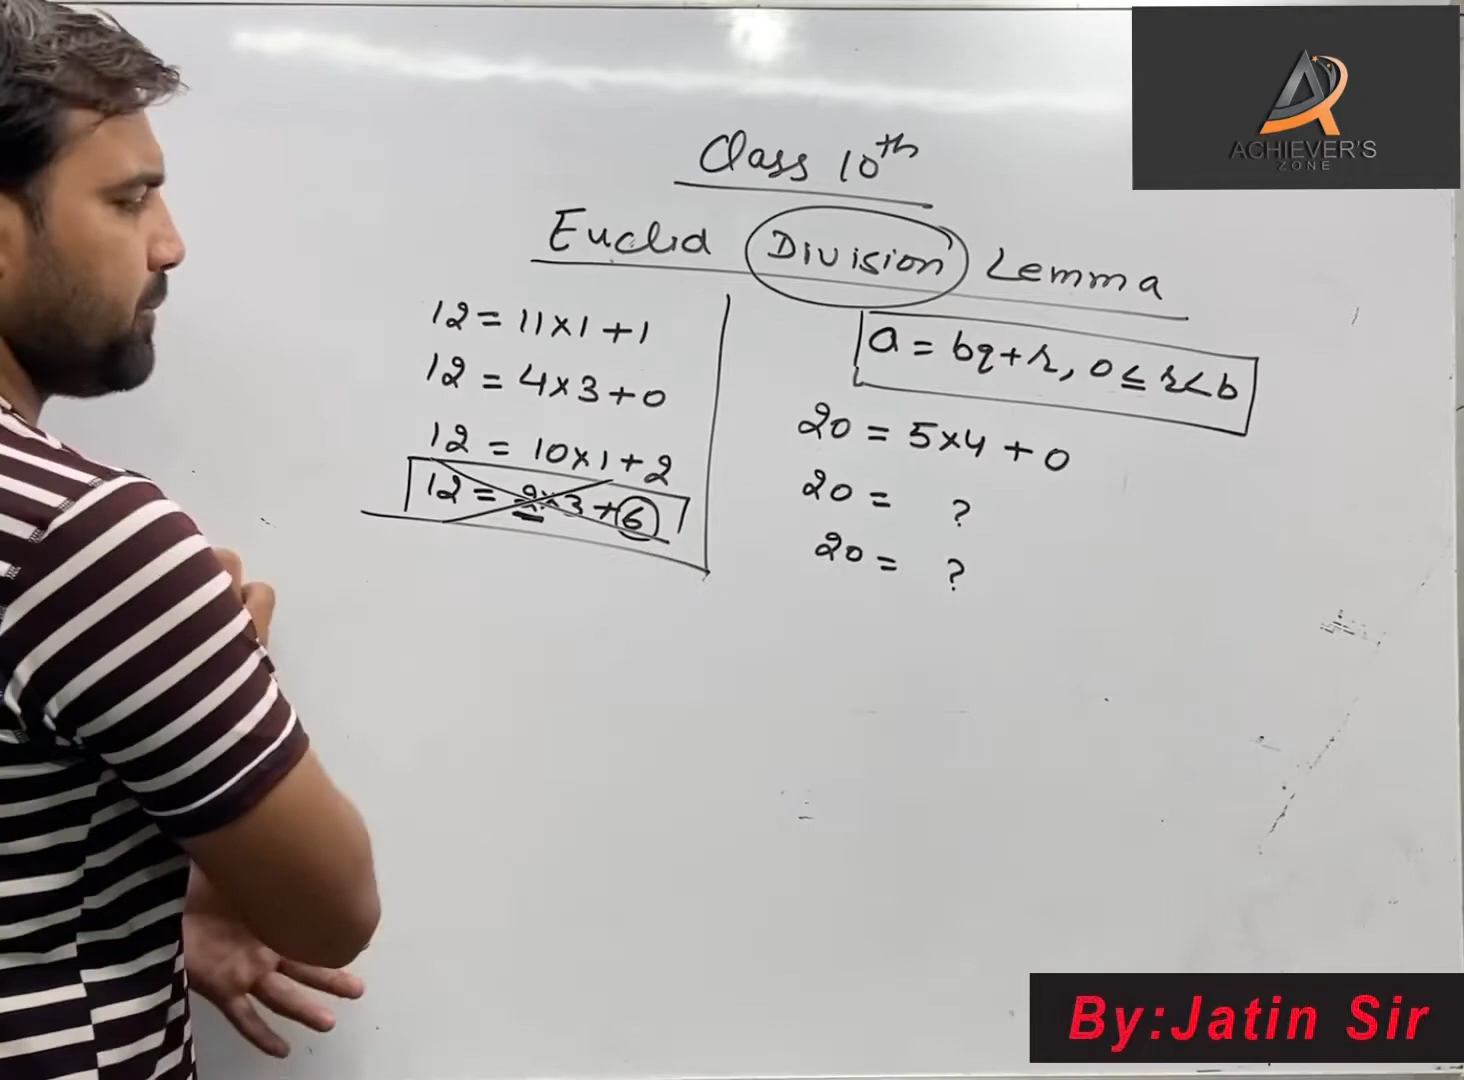 ACHIEVER'S
ZONE
Class 10th
Euclid Division Lemma
12 = 11×1+1
12 = 4×3+0
12 = 10×1+2
12 = 2×3+6
a = bq+r, 0≤r<b
20 = 5×4+0
20 = ?
20 = ?
By:Jatin Sir